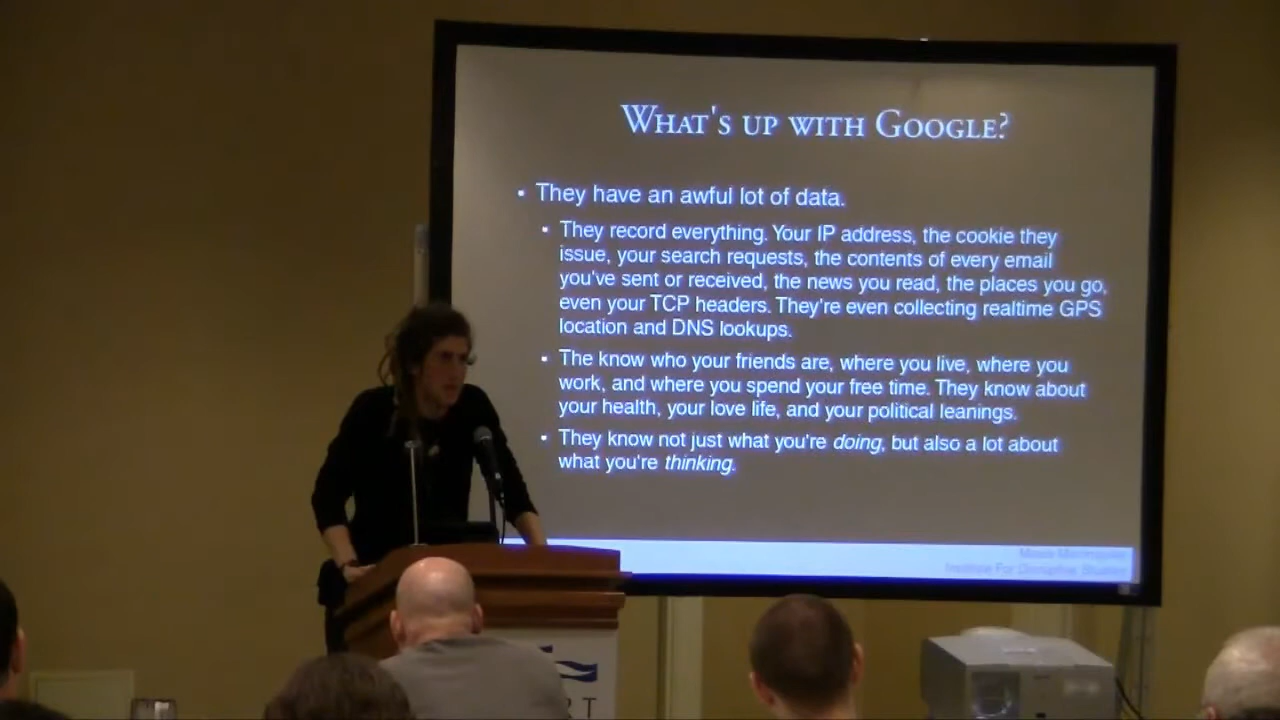 WHAT'S UP WITH GOOGLE?
▪ They have an awful lot of data.
▪ They record everything. Your IP address, the cookie they
issue, your search requests, the contents of every email
you've sent or received, the news you read, the places you go,
even your TCP headers. They're even collecting realtime GPS
location and DNS lookups.
▪ The know who your friends are, where you live, where you
work, and where you spend your free time. They know about
your health, your love life, and your political leanings.
▪ They know not just what you're doing, but also a lot about
what you're thinking.
Institute For Disruptive Studies